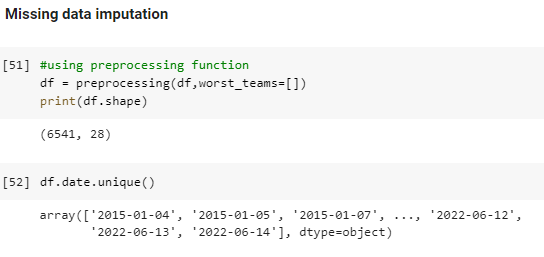 Missing data imputation
[51] #using preprocessing function
df = preprocessing(df,worst_teams=[])
print(df.shape)
(6541, 28)
[52] df.date.unique()
array(['2015-01-04', '2015-01-05', '2015-01-07', ..., '2022-06-12',
'2022-06-13', '2022-06-14'], dtype=object)